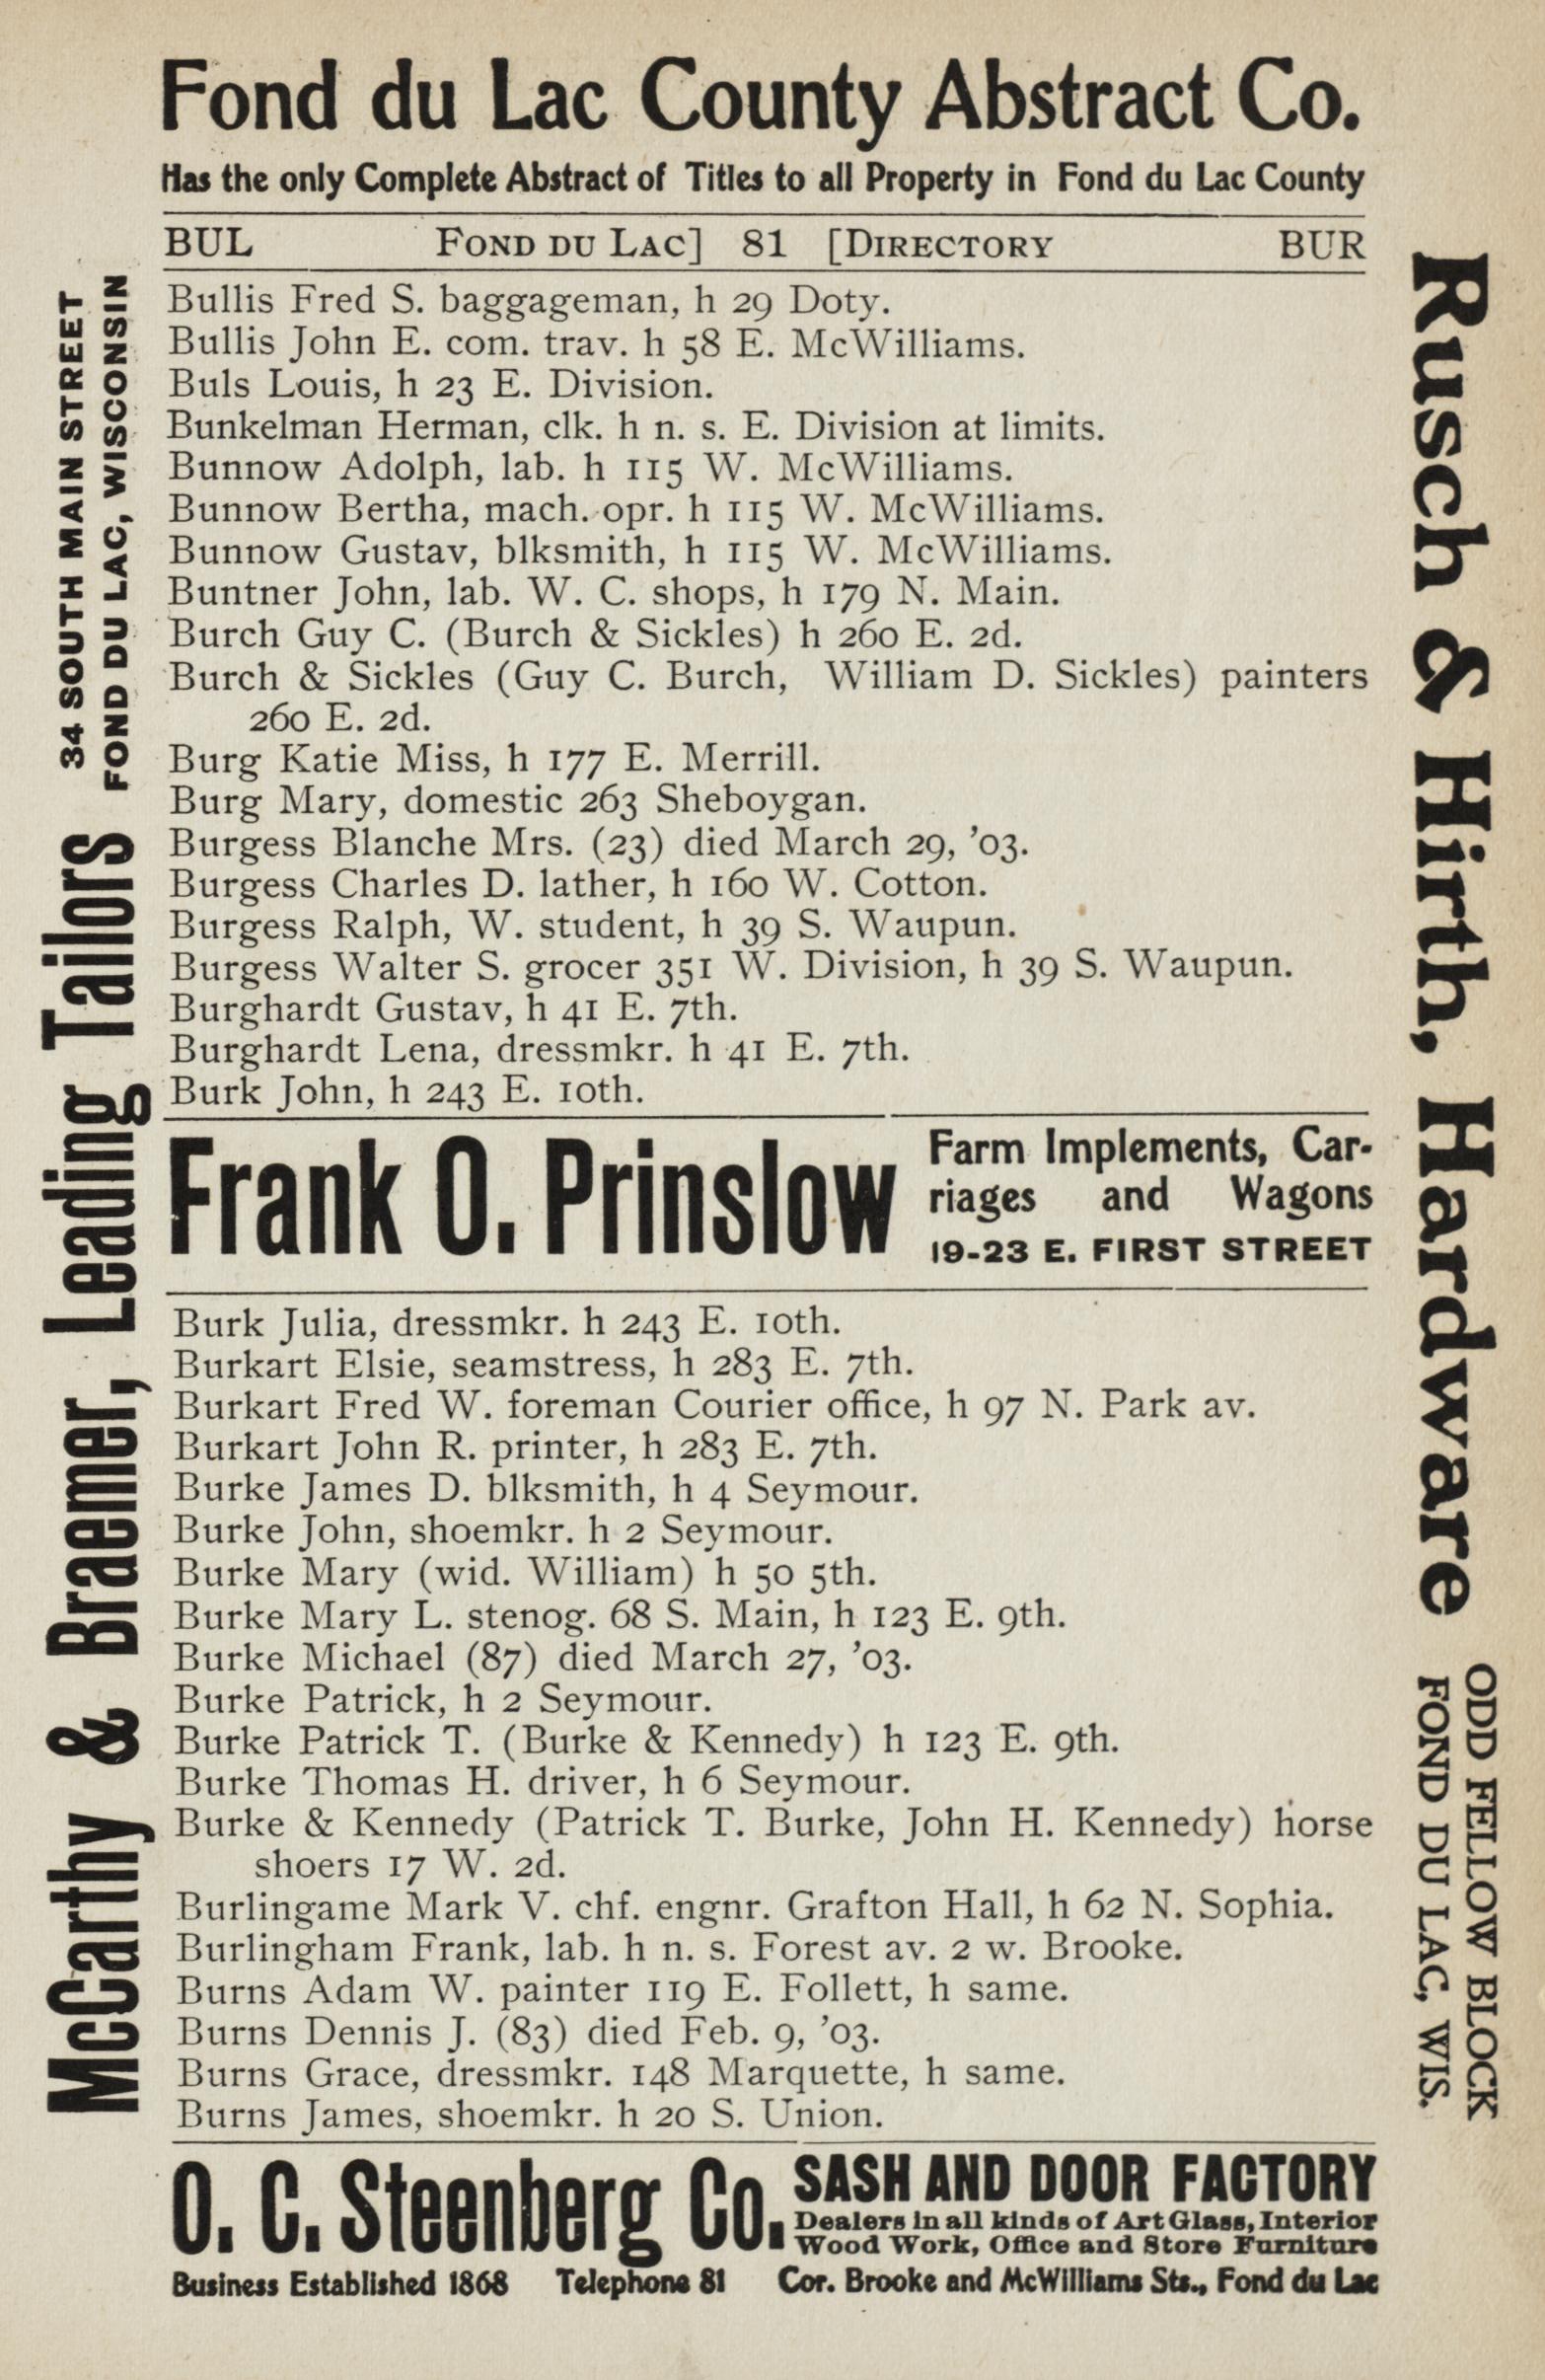 Fond du Lac County Abstract Co.
Has the only Complete Abstract of Titles to all Property in Fond du Lac County
BUL FOND DU LAC] 81 [DIRECTORY BUR
Bullis Fred S. baggageman, h 29 Doty.
Bullis John E. com. trav. h 58 E. McWilliams.
Buls Louis, h 23 E. Division.
Bunkelman Herman, clk. h n. s. E. Division at limits.
Bunnow Adolph, lab. h 115 W. McWilliams.
Bunnow Bertha, mach. opr. h 115 W. McWilliams.
Bunnow Gustav, blksmith, h 115 W. McWilliams.
Buntner John, lab. W. C. shops, h 179 N. Main.
Burch Guy C. (Burch & Sickles) h 260 E. 2d.
Burch & Sickles (Guy C. Burch, William D. Sickles) painters
260 E. 2d.
Burg Katie Miss, h 177 E. Merrill.
Burg Mary, domestic 263 Sheboygan.
Burgess Blanche Mrs. (23) died March 29, '03.
Burgess Charles D. lather, h 160 W. Cotton.
Burgess Ralph, W. student, h 39 S. Waupun.
Burgess Walter S. grocer 351 W. Division, h 39 S. Waupun.
Burghardt Gustav, h 41 E. 7th.
Burghardt Lena, dressmkr. h 41 E. 7th.
Burk John, h 243 E. 10th.
Frank O. Prinslow
Farm Implements, Car-
riages and Wagons
19-23 E. FIRST STREET
Burk Julia, dressmkr. h 243 E. 10th.
Burkart Elsie, seamstress, h 283 E. 7th.
Burkart Fred W. foreman Courier office, h 97 N. Park av.
Burkart John R. printer, h 283 E. 7th.
Burke James D. blksmith, h 4 Seymour.
Burke John, shoemkr. h 2 Seymour.
Burke Mary (wid. William) h 50 5th.
Burke Mary L. stenog. 68 S. Main, h 123 E. 9th.
Burke Michael (87) died March 27, '03.
Burke Patrick, h 2 Seymour.
Burke Patrick T. (Burke & Kennedy) h 123 E. 9th.
Burke Thomas H. driver, h 6 Seymour.
Burke & Kennedy (Patrick T. Burke, John H. Kennedy) horse
shoers 17 W. 2d.
Burlingame Mark V. chf. engnr. Grafton Hall, h 62 N. Sophia.
Burlingham Frank, lab. h n. s. Forest av. 2 w. Brooke.
Burns Adam W. painter 119 E. Follett, h same.
Burns Dennis J. (83) died Feb. 9, '03.
Burns Grace, dressmkr. 148 Marquette, h same.
Burns James, shoemkr. h 20 S. Union.
O. C. Steenberg Co.
SASH AND DOOR FACTORY
Dealers in all kinds of Art Glass, Interior
Wood Work, Office and Store Furniture
Business Established 1868 Telephone 81 Cor. Brooke and McWilliams Sts., Fond du Lac
McCarthy & Braemer, Leading Tailors
34 SOUTH MAIN STREET
FOND DU LAC, WISCONSIN
Rusch & Hirth, Hardware
ODD FELLOW BLOCK
FOND DU LAC, WIS.